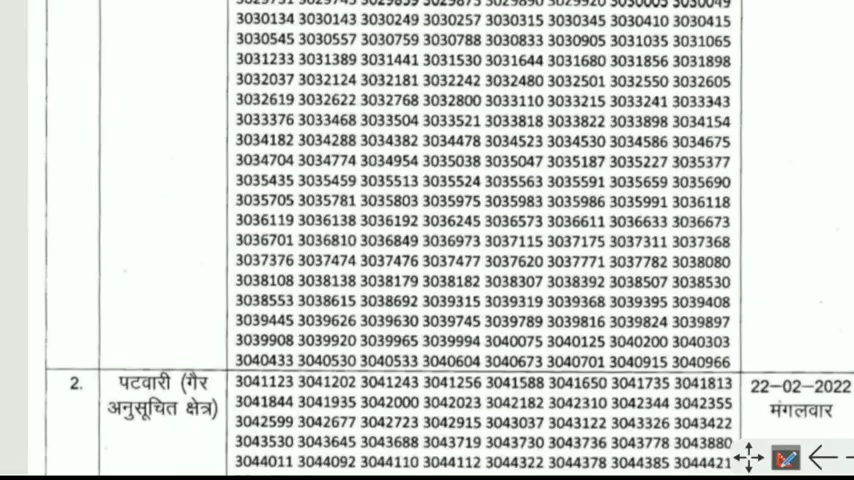 3030134 3030143 3030249 3030257 3030315 3030345 3030410 3030415
3030545 3030557 3030759 3030788 3030833 3030905 3031035 3031065
3031233 3031389 3031441 3031530 3031644 3031680 3031856 3031898
3032037 3032124 3032181 3032242 3032480 3032501 3032550 3032605
3032619 3032622 3032768 3032800 3033110 3033215 3033241 3033343
3033376 3033468 3033504 3033521 3033818 3033822 3033898 3034154
3034182 3034288 3034382 3034478 3034523 3034530 3034586 3034675
3034704 3034774 3034954 3035038 3035047 3035187 3035227 3035377
3035435 3035459 3035513 3035524 3035563 3035591 3035659 3035690
3035705 3035781 3035803 3035975 3035983 3035986 3035991 3036118
3036119 3036138 3036192 3036245 3036573 3036611 3036633 3036673
3036701 3036810 3036849 3036973 3037115 3037175 3037311 3037368
3037376 3037474 3037476 3037477 3037620 3037771 3037782 3038080
3038108 3038138 3038179 3038182 3038307 3038392 3038507 3038530
3038553 3038615 3038692 3039315 3039319 3039368 3039395 3039408
3039445 3039626 3039630 3039745 3039789 3039816 3039824 3039897
3039908 3039920 3039965 3039994 3040075 3040125 3040200 3040303
3040433 3040530 3040533 3040604 3040673 3040701 3040915 3040966
2. पटवारी (गैर 3041123 3041202 3041243 3041256 3041588 3041650 3041735 3041813 22-02-2022
अनुसूचित क्षेत्र) 3041844 3041935 3042000 3042023 3042182 3042310 3042344 3042355 मंगलवार
3042599 3042677 3042723 3042915 3043037 3043122 3043326 3043422
3043530 3043645 3043688 3043719 3043730 3043736 3043778 3043880
3044011 3044092 3044110 3044112 3044322 3044378 3044385 3044421